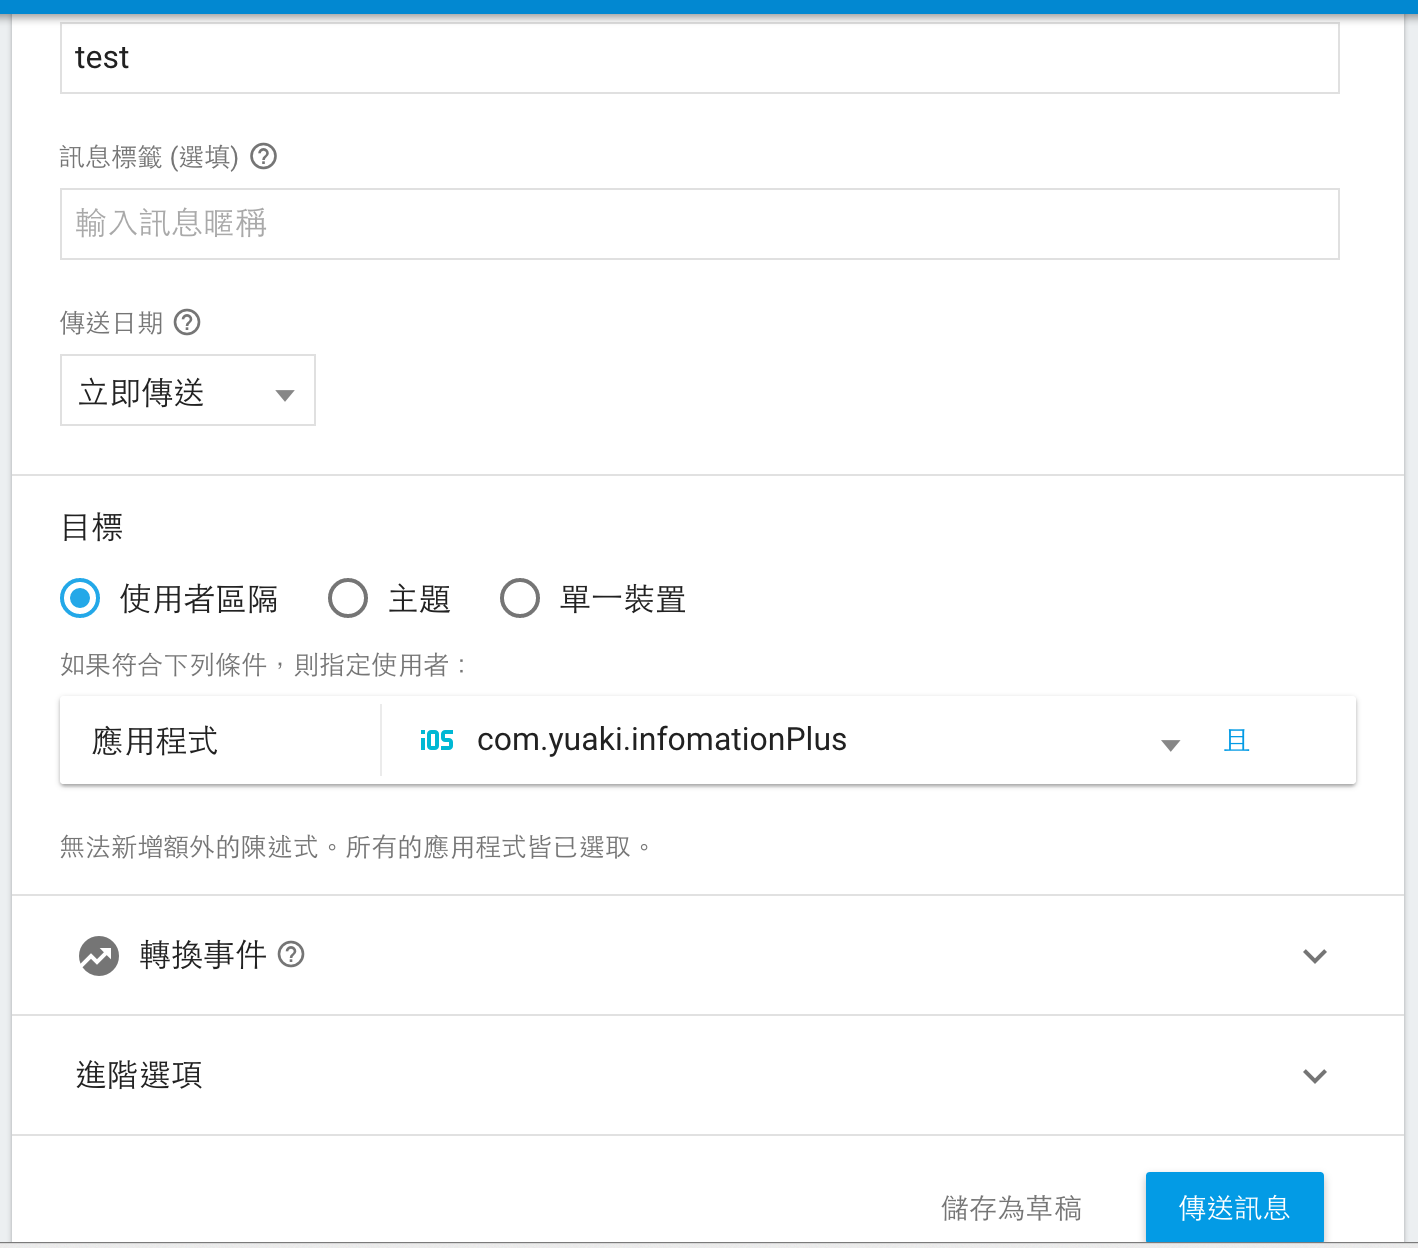 test
訊息標籤 (選填)
輸入訊息暱稱
傳送日期
立即傳送
目標
使用者區隔 主題 單一裝置
如果符合下列條件，則指定使用者：
應用程式 iOS com.yuaki.infomationPlus 且
無法新增額外的陳述式。所有的應用程式皆已選取。
轉換事件
進階選項
儲存為草稿 傳送訊息